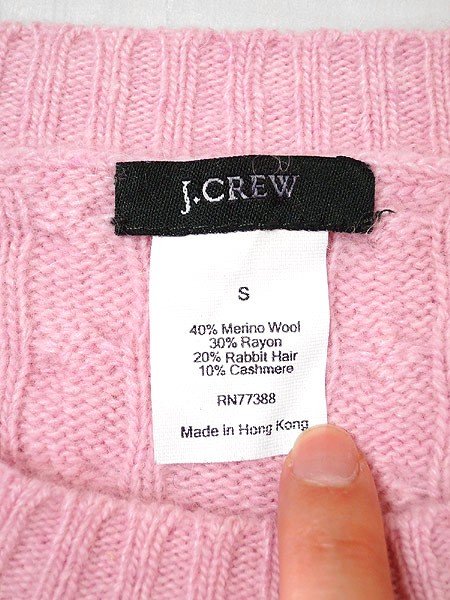 J.CREW
S
40% Merino Wool
30% Rayon
20% Rabbit Hair
10% Cashmere
RN77388
Made in Hong Kong